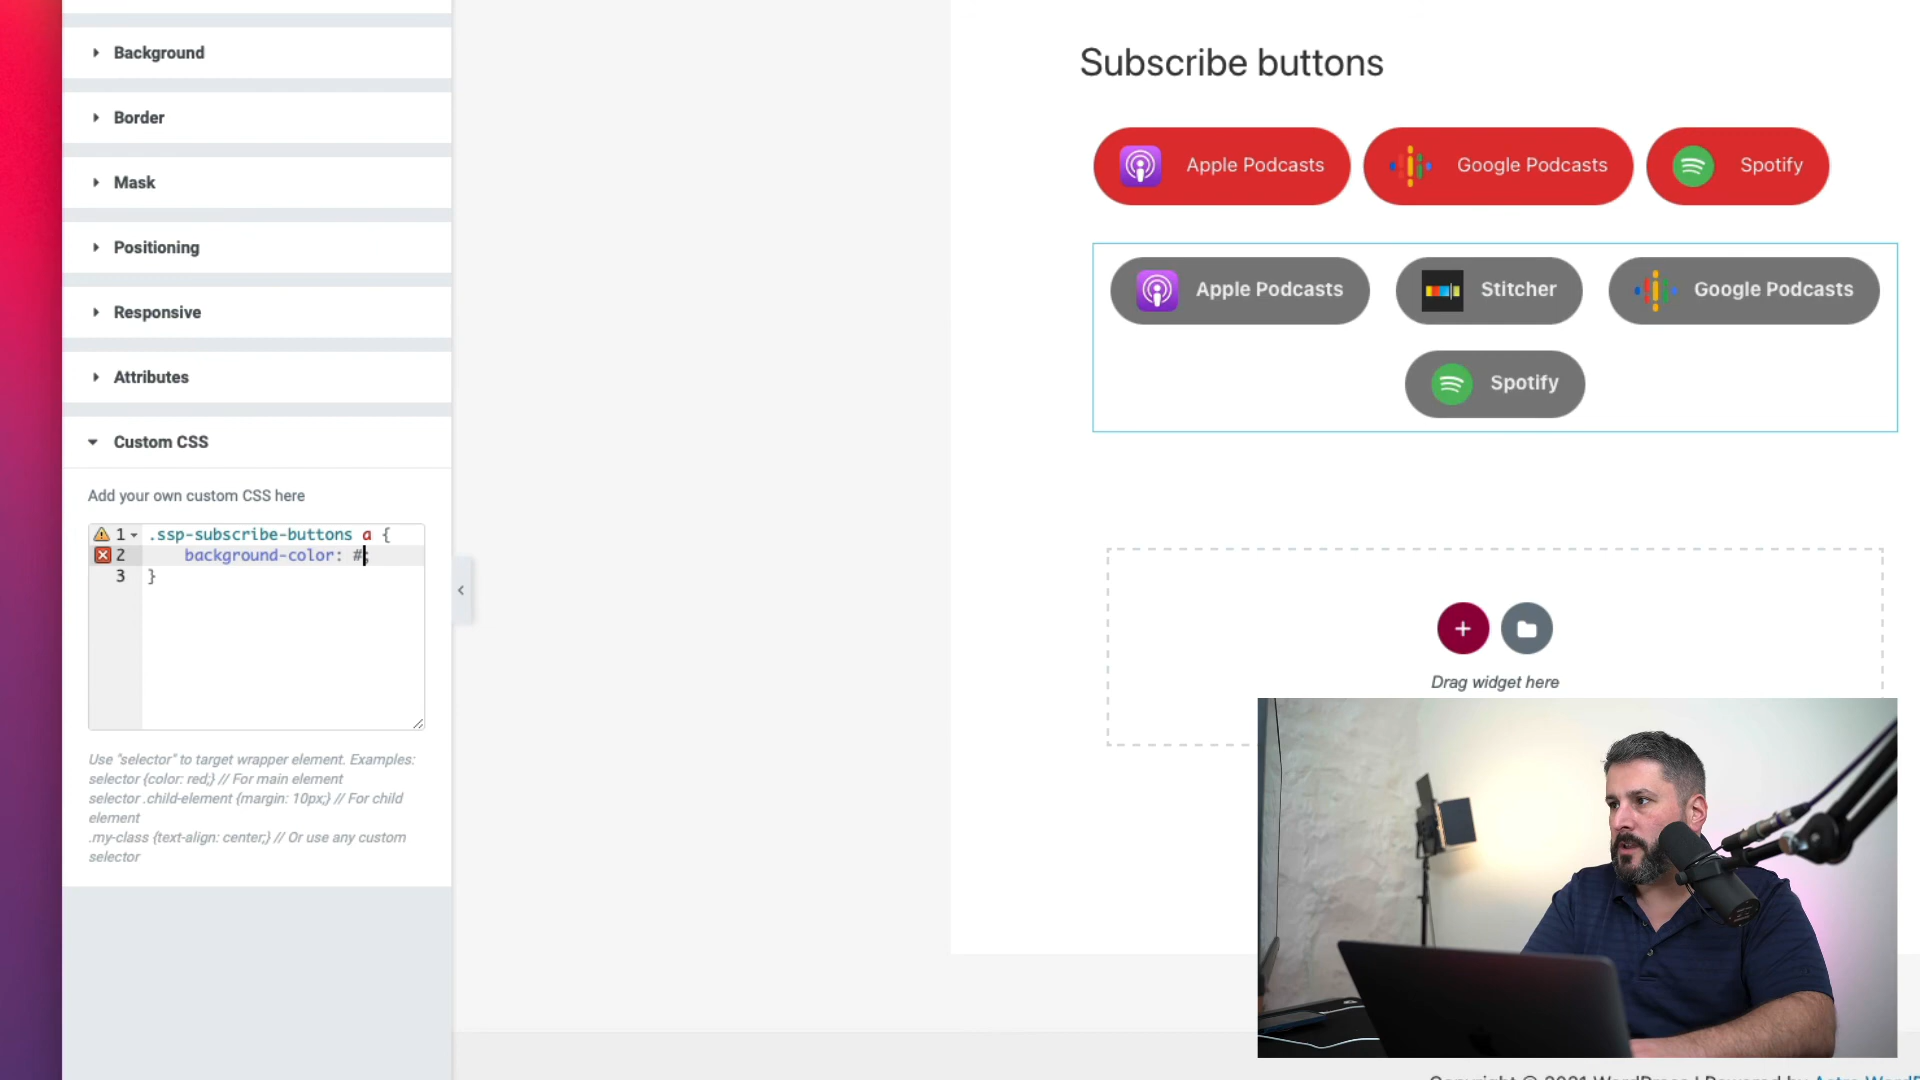 Background
Border
Mask
Positioning
Responsive
Attributes
Custom CSS
Add your own custom CSS here
1 .ssp-subscribe-buttons a {
2 background-color: #;
3 }
Use "selector" to target wrapper element. Examples:
selector {color: red;} // For main element
selector .child-element {margin: 10px;} // For child
element
.my-class {text-align: center;} // Or use any custom
selector
Subscribe buttons
Apple Podcasts
Google Podcasts
Spotify
Apple Podcasts
Stitcher
Google Podcasts
Spotify
Drag widget here